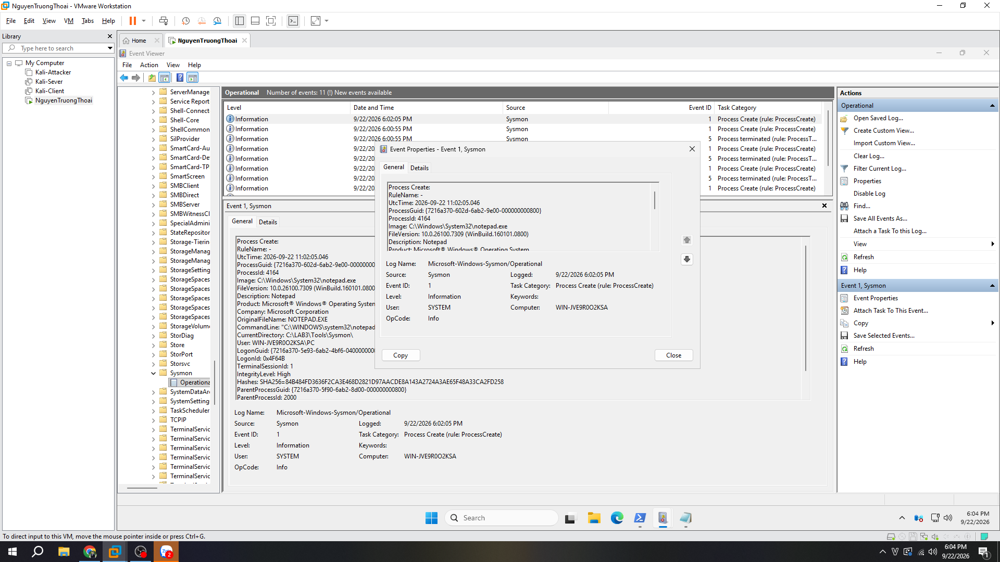 NguyenTruongThoai - VMware Workstation
File Edit View VM Tabs Help
Library
Type here to search
My Computer
Kali-Attacker
Kali-Sever
Kali-Client
NguyenTruongThoai
Home
NguyenTruongThoai
Event Viewer
File Action View Help
ServerManage
Service Report
Shell-Connect
Shell-Core
ShellCommon
SilProvider
SmartCard-Au
SmartCard-De
SmartCard-TP
SmartScreen
SMBClient
SMBDirect
SMBServer
SMBWitnessCl
SpecialAdmini
StateRepositor
Storage-Tierin
StorageManag
StorageManag
StorageSetting
StorageSpaces
StorageSpaces
StorageSpaces
StorageSpaces
StorageSpaces
StorageVolum
StorDiag
Store
StorPort
Storsvc
Sysmon
Operationa
SystemDataAr
SystemSetting
TaskScheduler
TCPIP
TerminalServic
TerminalServic
TerminalServic
TerminalServic
TerminalServic
TerminalServic
Operational Number of events: 11 (!) New events available
Level Date and Time Source Event ID Task Category
Information 9/22/2026 6:02:05 PM Sysmon 1 Process Create (rule: ProcessCreate)
Information 9/22/2026 6:00:55 PM Sysmon 1 Process Create (rule: ProcessCreate)
Information 9/22/2026 6:00:55 PM Sysmon 5 Process terminated (rule: ProcessT...
Information 9/22/20 1 Process Create (rule: ProcessCreate)
Information 9/22/20 5 Process terminated (rule: ProcessT...
Information 9/22/20 1 Process Create (rule: ProcessCreate)
Information 9/22/20 5 Process terminated (rule: ProcessT...
Information 9/22/20 1 Process Create (rule: ProcessCreate)
Event 1, Sysmon
General Details
Process Create:
RuleName: -
UtcTime: 2026-09-22 11:02:05.046
ProcessGuid: {7216a370-602d-6ab2-9e00-00000000
ProcessId: 4164
Image: C:\Windows\System32\notepad.exe
FileVersion: 10.0.26100.7309 (WinBuild.160101.0800
Description: Notepad
Product: Microsoft® Windows® Operating System
Company: Microsoft Corporation
OriginalFileName: NOTEPAD.EXE
CommandLine: "C:\WINDOWS\system32\notepad
CurrentDirectory: C:\LAB3\Tools\Sysmon\
User: WIN-JVE9R0O2KSA\PC
LogonGuid: {7216a370-5e93-6ab2-4bf6-0400000000
LogonId: 0x4F64B
TerminalSessionId: 1
IntegrityLevel: High
Hashes: SHA256=84B484FD3636F2CA3E468D2821D97AACDE8A143A2724A3AE65F48A33CA2FD258
ParentProcessGuid: {7216a370-5f90-6ab2-8d00-000000000800}
ParentProcessId: 2000
Log Name: Microsoft-Windows-Sysmon/Operational
Source: Sysmon Logged: 9/22/2026 6:02:05 PM
Event ID: 1 Task Category: Process Create (rule: ProcessCreate)
Level: Information Keywords:
User: SYSTEM Computer: WIN-JVE9R0O2KSA
OpCode: Info
Event Properties - Event 1, Sysmon
General Details
Process Create:
RuleName: -
UtcTime: 2026-09-22 11:02:05.046
ProcessGuid: {7216a370-602d-6ab2-9e00-000000000800}
ProcessId: 4164
Image: C:\Windows\System32\notepad.exe
FileVersion: 10.0.26100.7309 (WinBuild.160101.0800)
Description: Notepad
Product: Microsoft® Windows® Operating System
Log Name: Microsoft-Windows-Sysmon/Operational
Source: Sysmon Logged: 9/22/2026 6:02:05 PM
Event ID: 1 Task Category: Process Create (rule: ProcessCreate)
Level: Information Keywords:
User: SYSTEM Computer: WIN-JVE9R0O2KSA
OpCode: Info
Copy Close
Actions
Operational
Open Saved Log...
Create Custom View...
Import Custom View...
Clear Log...
Filter Current Log...
Properties
Disable Log
Find...
Save All Events As...
Attach a Task To this Log...
View
Refresh
Help
Event 1, Sysmon
Event Properties
Attach Task To This Event...
Copy
Save Selected Events...
Refresh
Help
Search
6:04 PM
9/22/2026
To direct input to this VM, move the mouse pointer inside or press Ctrl+G.
2
6:04 PM
9/22/2026
1